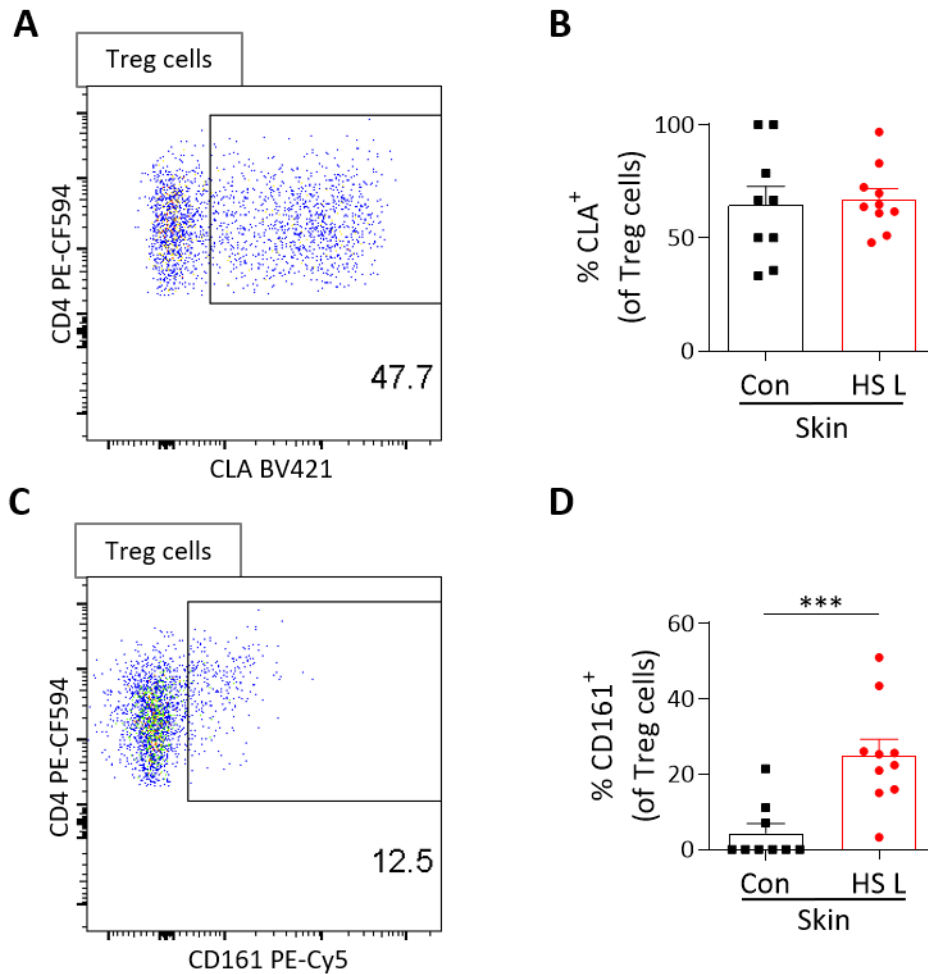 A
Treg cells
CD4 PE-CF594
47.7
CLA BV421
B
% CLA+
(of Treg cells)
100
50
0
Con
HS L
Skin
C
Treg cells
CD4 PE-CF594
12.5
CD161 PE-Cy5
D
***
% CD161+
(of Treg cells)
60
40
20
0
Con
HS L
Skin